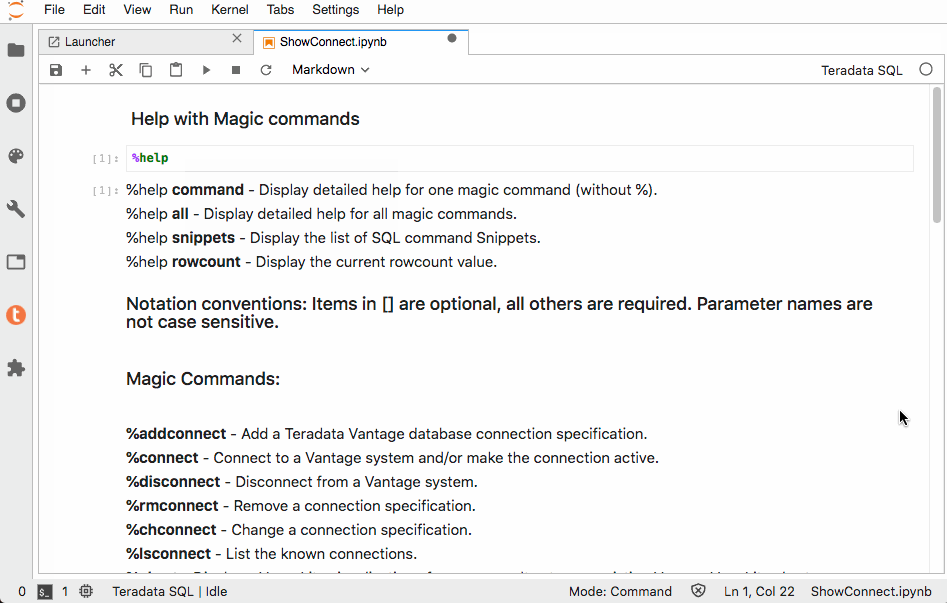 File Edit View Run Kernel Tabs Settings Help
Launcher
ShowConnect.ipynb
Markdown
Teradata SQL
Help with Magic commands
[1]: %help
[1]: %help command - Display detailed help for one magic command (without %).
%help all - Display detailed help for all magic commands.
%help snippets - Display the list of SQL command Snippets.
%help rowcount - Display the current rowcount value.
Notation conventions: Items in [] are optional, all others are required. Parameter names are
not case sensitive.
Magic Commands:
%addconnect - Add a Teradata Vantage database connection specification.
%connect - Connect to a Vantage system and/or make the connection active.
%disconnect - Disconnect from a Vantage system.
%rmconnect - Remove a connection specification.
%chconnect - Change a connection specification.
%lsconnect - List the known connections.
0 $_ 1 Teradata SQL | Idle Mode: Command Ln 1, Col 22 ShowConnect.ipynb